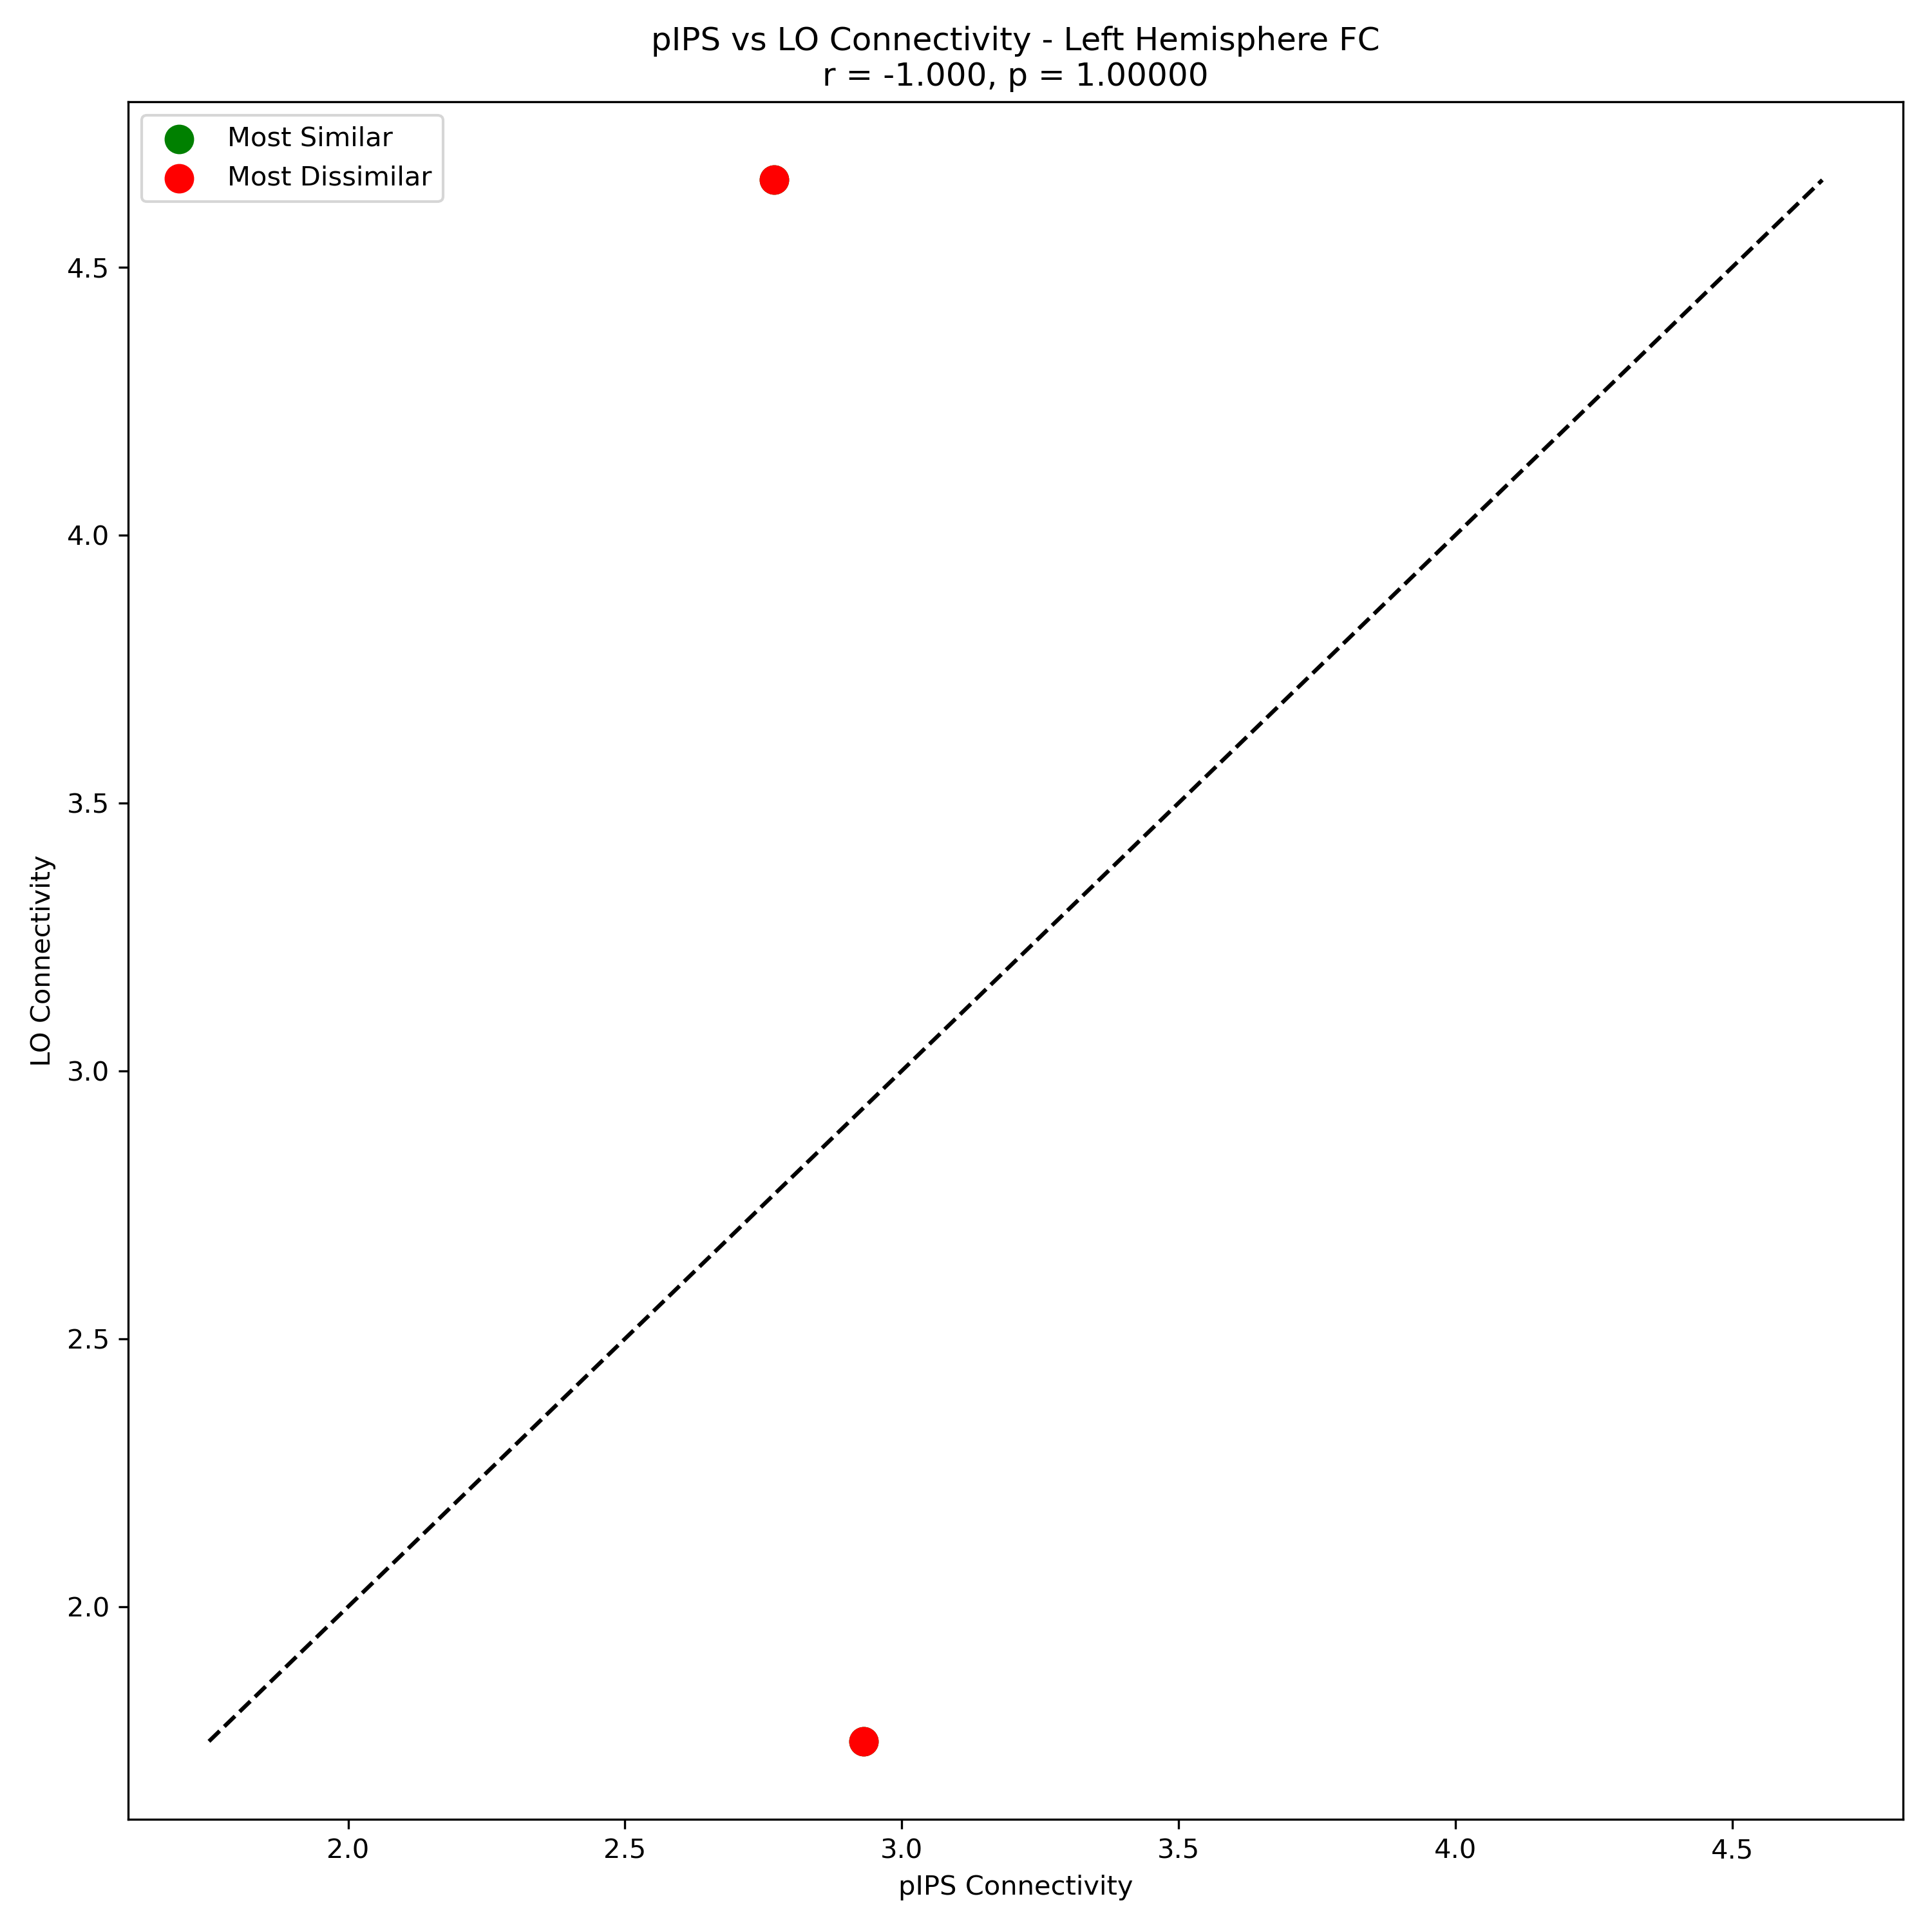 pIPS vs LO Connectivity - Left Hemisphere FC
r = -1.000, p = 1.00000
Most Similar
Most Dissimilar
4.5
4.0
3.5
3.0
2.5
2.0
LO Connectivity
2.0 2.5 3.0 3.5 4.0 4.5
pIPS Connectivity